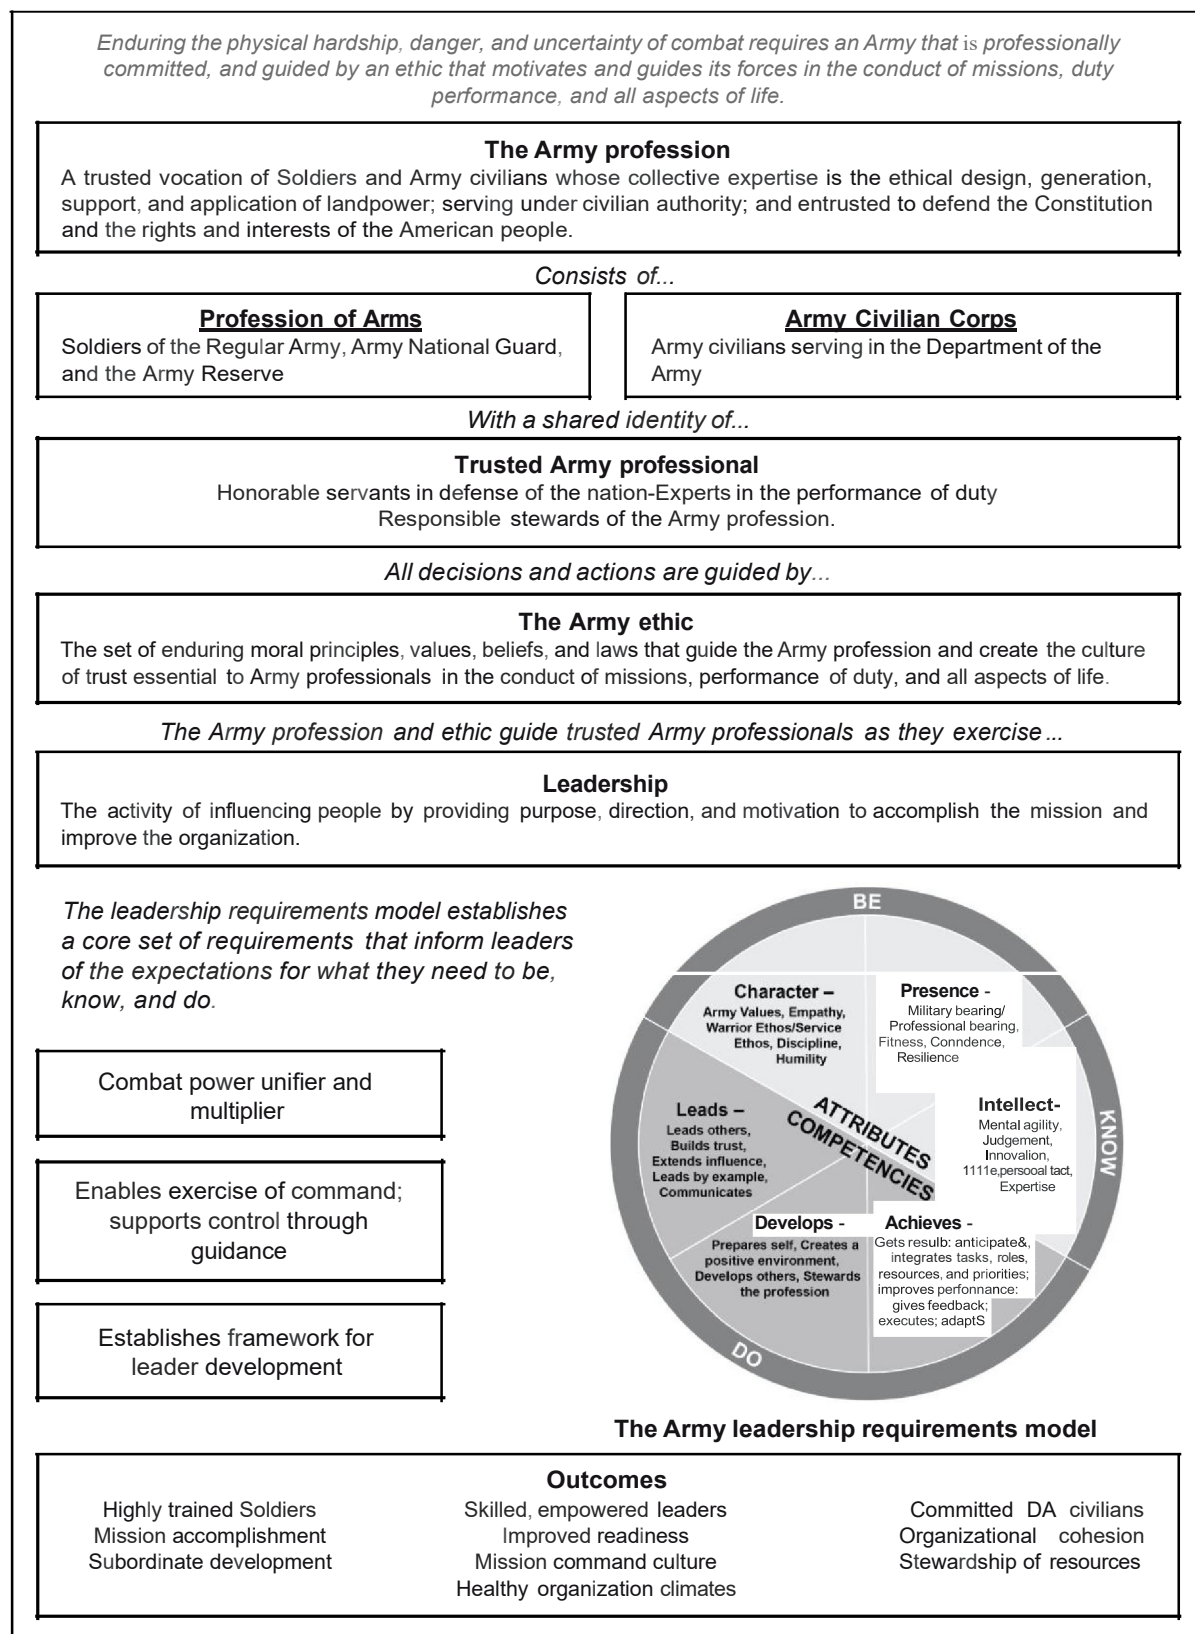 Enduring the physical hardship, danger, and uncertainty of combat requires an Army that is professionally
committed, and guided by an ethic that motivates and guides its forces in the conduct of missions, duty
performance, and all aspects of life.
The Army profession
A trusted vocation of Soldiers and Army civilians whose collective expertise is the ethical design, generation,
support, and application of landpower; serving under civilian authority; and entrusted to defend the Constitution
and the rights and interests of the American people.
Consists of...
Profession of Arms
Soldiers of the Regular Army, Army National Guard,
and the Army Reserve
Army Civilian Corps
Army civilians serving in the Department of the
Army
With a shared identity of...
Trusted Army professional
Honorable servants in defense of the nation-Experts in the performance of duty
Responsible stewards of the Army profession.
All decisions and actions are guided by...
The Army ethic
The set of enduring moral principles, values, beliefs, and laws that guide the Army profession and create the culture
of trust essential to Army professionals in the conduct of missions, performance of duty, and all aspects of life.
The Army profession and ethic guide trusted Army professionals as they exercise...
Leadership
The activity of influencing people by providing purpose, direction, and motivation to accomplish the mission and
improve the organization.
The leadership requirements model establishes
a core set of requirements that inform leaders
of the expectations for what they need to be,
know, and do.
Combat power unifier and
multiplier
Enables exercise of command;
supports control through
guidance
Establishes framework for
leader development
BE
Character –
Army Values, Empathy,
Warrior Ethos/Service
Ethos, Discipline,
Humility
Presence -
Military bearing/
Professional bearing,
Fitness, Conndence,
Resilience
KNOW
Intellect-
Mental agility,
Judgement,
Innovalion,
1111e,persooal tact,
Expertise
ATTRIBUTES
COMPETENCIES
Leads –
Leads others,
Builds trust,
Extends influence,
Leads by example,
Communicates
Develops -
Prepares self, Creates a
positive environment,
Develops others, Stewards
the profession
Achieves -
Gets resulb: anticipate&,
integrates tasks, roles,
resources, and priorities;
improves perfonnance:
gives feedback;
executes; adaptS
DO
The Army leadership requirements model
Outcomes
Highly trained Soldiers
Mission accomplishment
Subordinate development
Skilled, empowered leaders
Improved readiness
Mission command culture
Healthy organization climates
Committed DA civilians
Organizational cohesion
Stewardship of resources